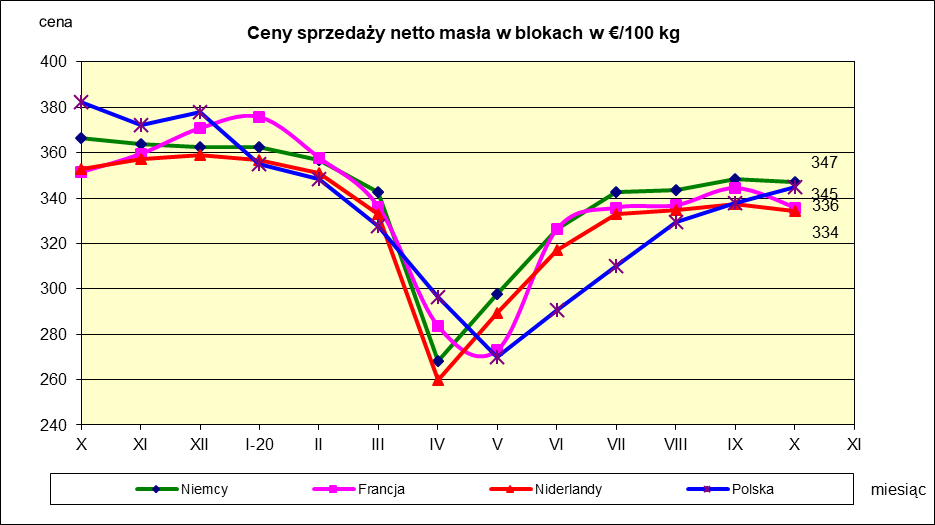 cena
Ceny sprzedaży netto masła w blokach w €/100 kg
400
380
360
340
320
300
280
260
240
347
345
336
334
X XI XII I-20 II III IV V VI VII VIII IX X XI
Niemcy Francja Niderlandy Polska
miesiąc